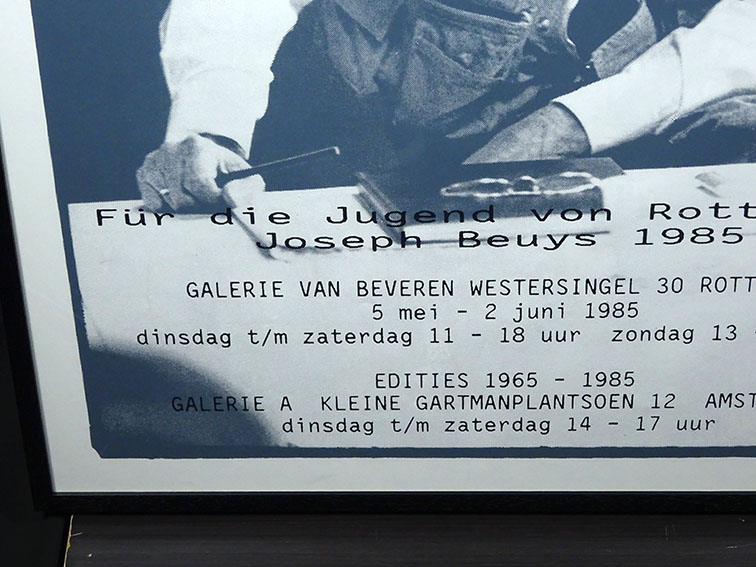 Für die Jugend von Rott
Joseph Beuys 1985
GALERIE VAN BEVEREN WESTERSINGEL 30 ROTT
5 mei - 2 juni 1985
dinsdag t/m zaterdag 11 - 18 uur zondag 13
EDITIES 1965 - 1985
GALERIE A KLEINE GARTMANPLANTSOEN 12 AMST
dinsdag t/m zaterdag 14 - 17 uur